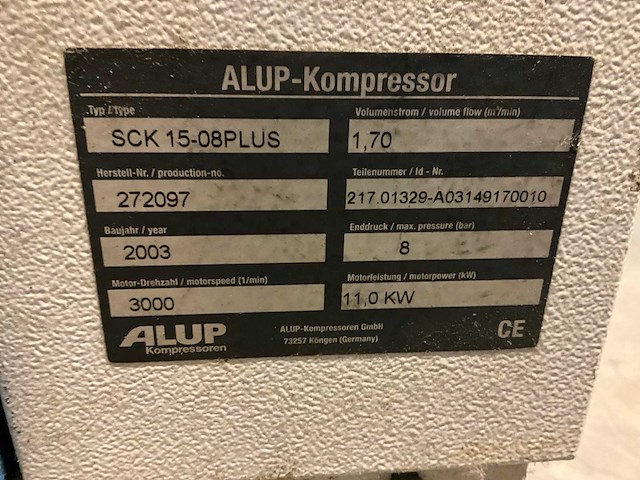 ALUP-Kompressor
Typ / Type
SCK 15-08PLUS
Volumenstrom / volume flow (m³/min)
1,70
Herstell-Nr. / production-no.
272097
Teilenummer / Id - Nr.
217.01329-A03149170010
Baujahr / year
2003
Enddruck / max. pressure (bar)
8
Motor-Drehzahl / motorspeed (1/min)
3000
Motorleistung / motorpower (kW)
11,0 KW
ALUP
Kompressoren
ALUP-Kompressoren GmbH
73257 Köngen (Germany)
CE